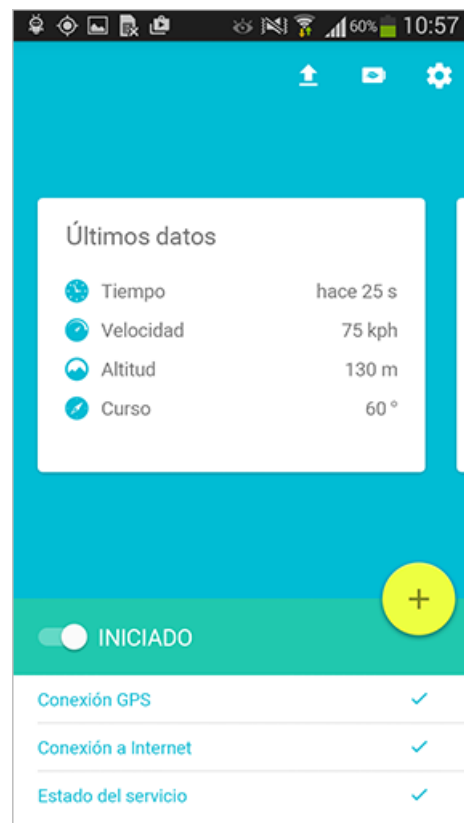 60% 10:57
Últimos datos
Tiempo hace 25 s
Velocidad 75 kph
Altitud 130 m
Curso 60 °
INICIADO
Conexión GPS
Conexión a Internet
Estado del servicio